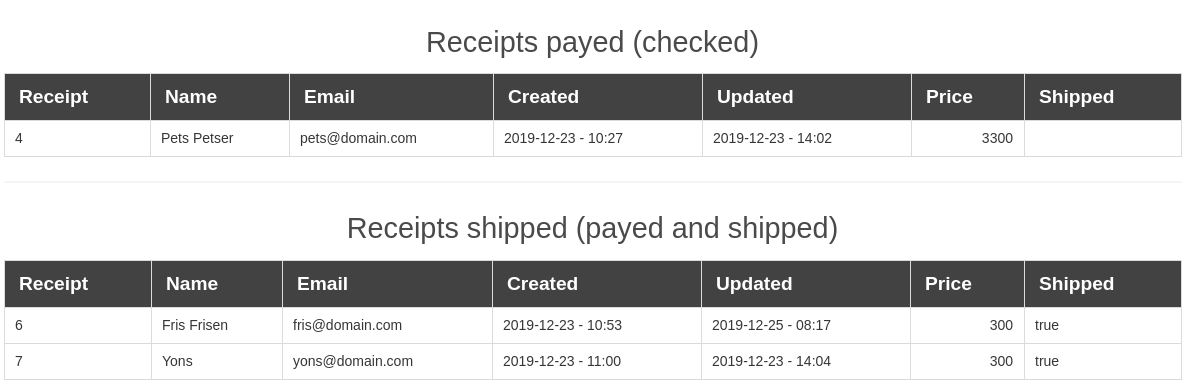 Receipts payed (checked)
Receipt Name Email Created Updated Price Shipped
4 Pets Petser pets@domain.com 2019-12-23 - 10:27 2019-12-23 - 14:02 3300
Receipts shipped (payed and shipped)
Receipt Name Email Created Updated Price Shipped
6 Fris Frisen fris@domain.com 2019-12-23 - 10:53 2019-12-25 - 08:17 300 true
7 Yons yons@domain.com 2019-12-23 - 11:00 2019-12-23 - 14:04 300 true